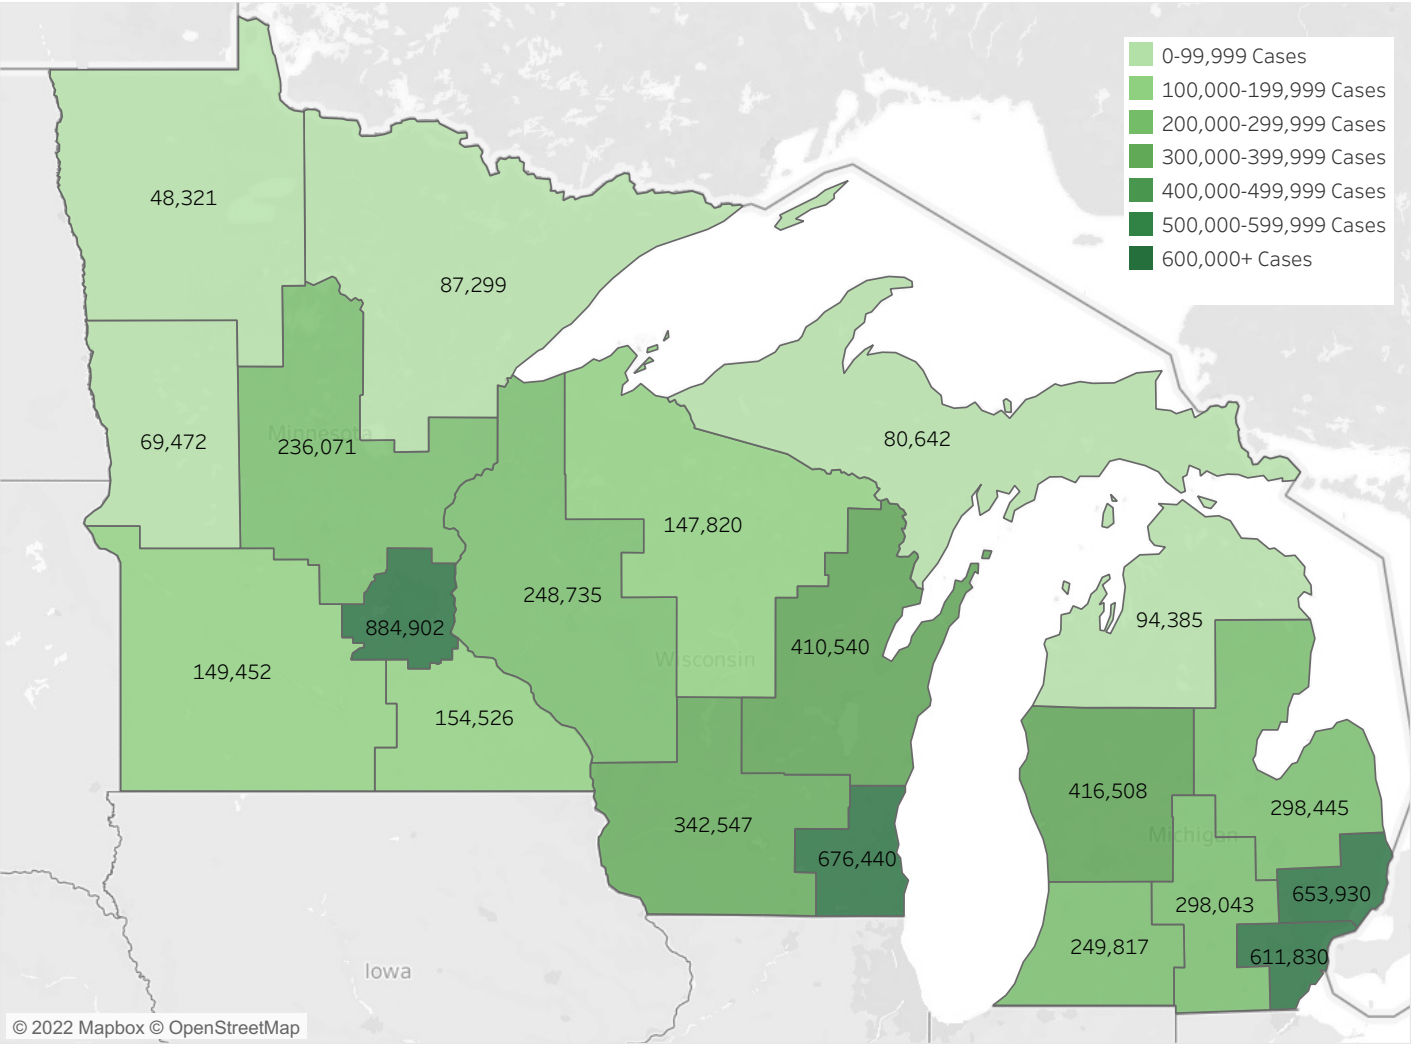 0-99,999 Cases
100,000-199,999 Cases
200,000-299,999 Cases
300,000-399,999 Cases
400,000-499,999 Cases
500,000-599,999 Cases
600,000+ Cases
48,321
87,299
69,472
Minnesota
236,071
80,642
147,820
248,735
884,902
94,385
410,540
Wisconsin
149,452
154,526
416,508
298,445
342,547
Michigan
676,440
653,930
298,043
249,817
611,830
Iowa
© 2022 Mapbox © OpenStreetMap